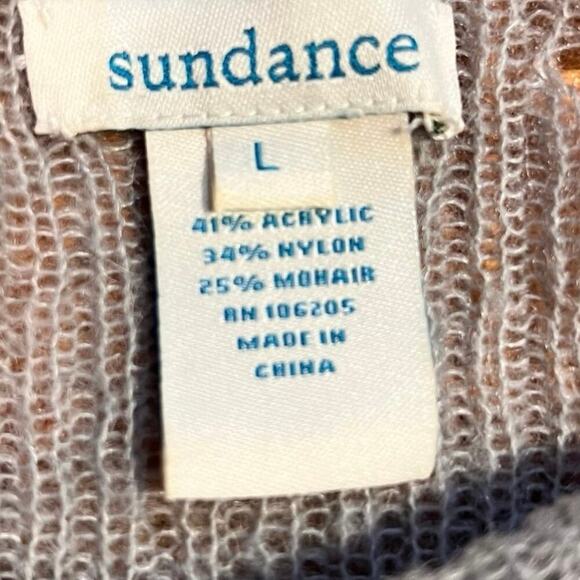 sundance
L
41% ACRYLIC
34% NYLON
25% MOHAIR
RN 106205
MADE IN
CHINA